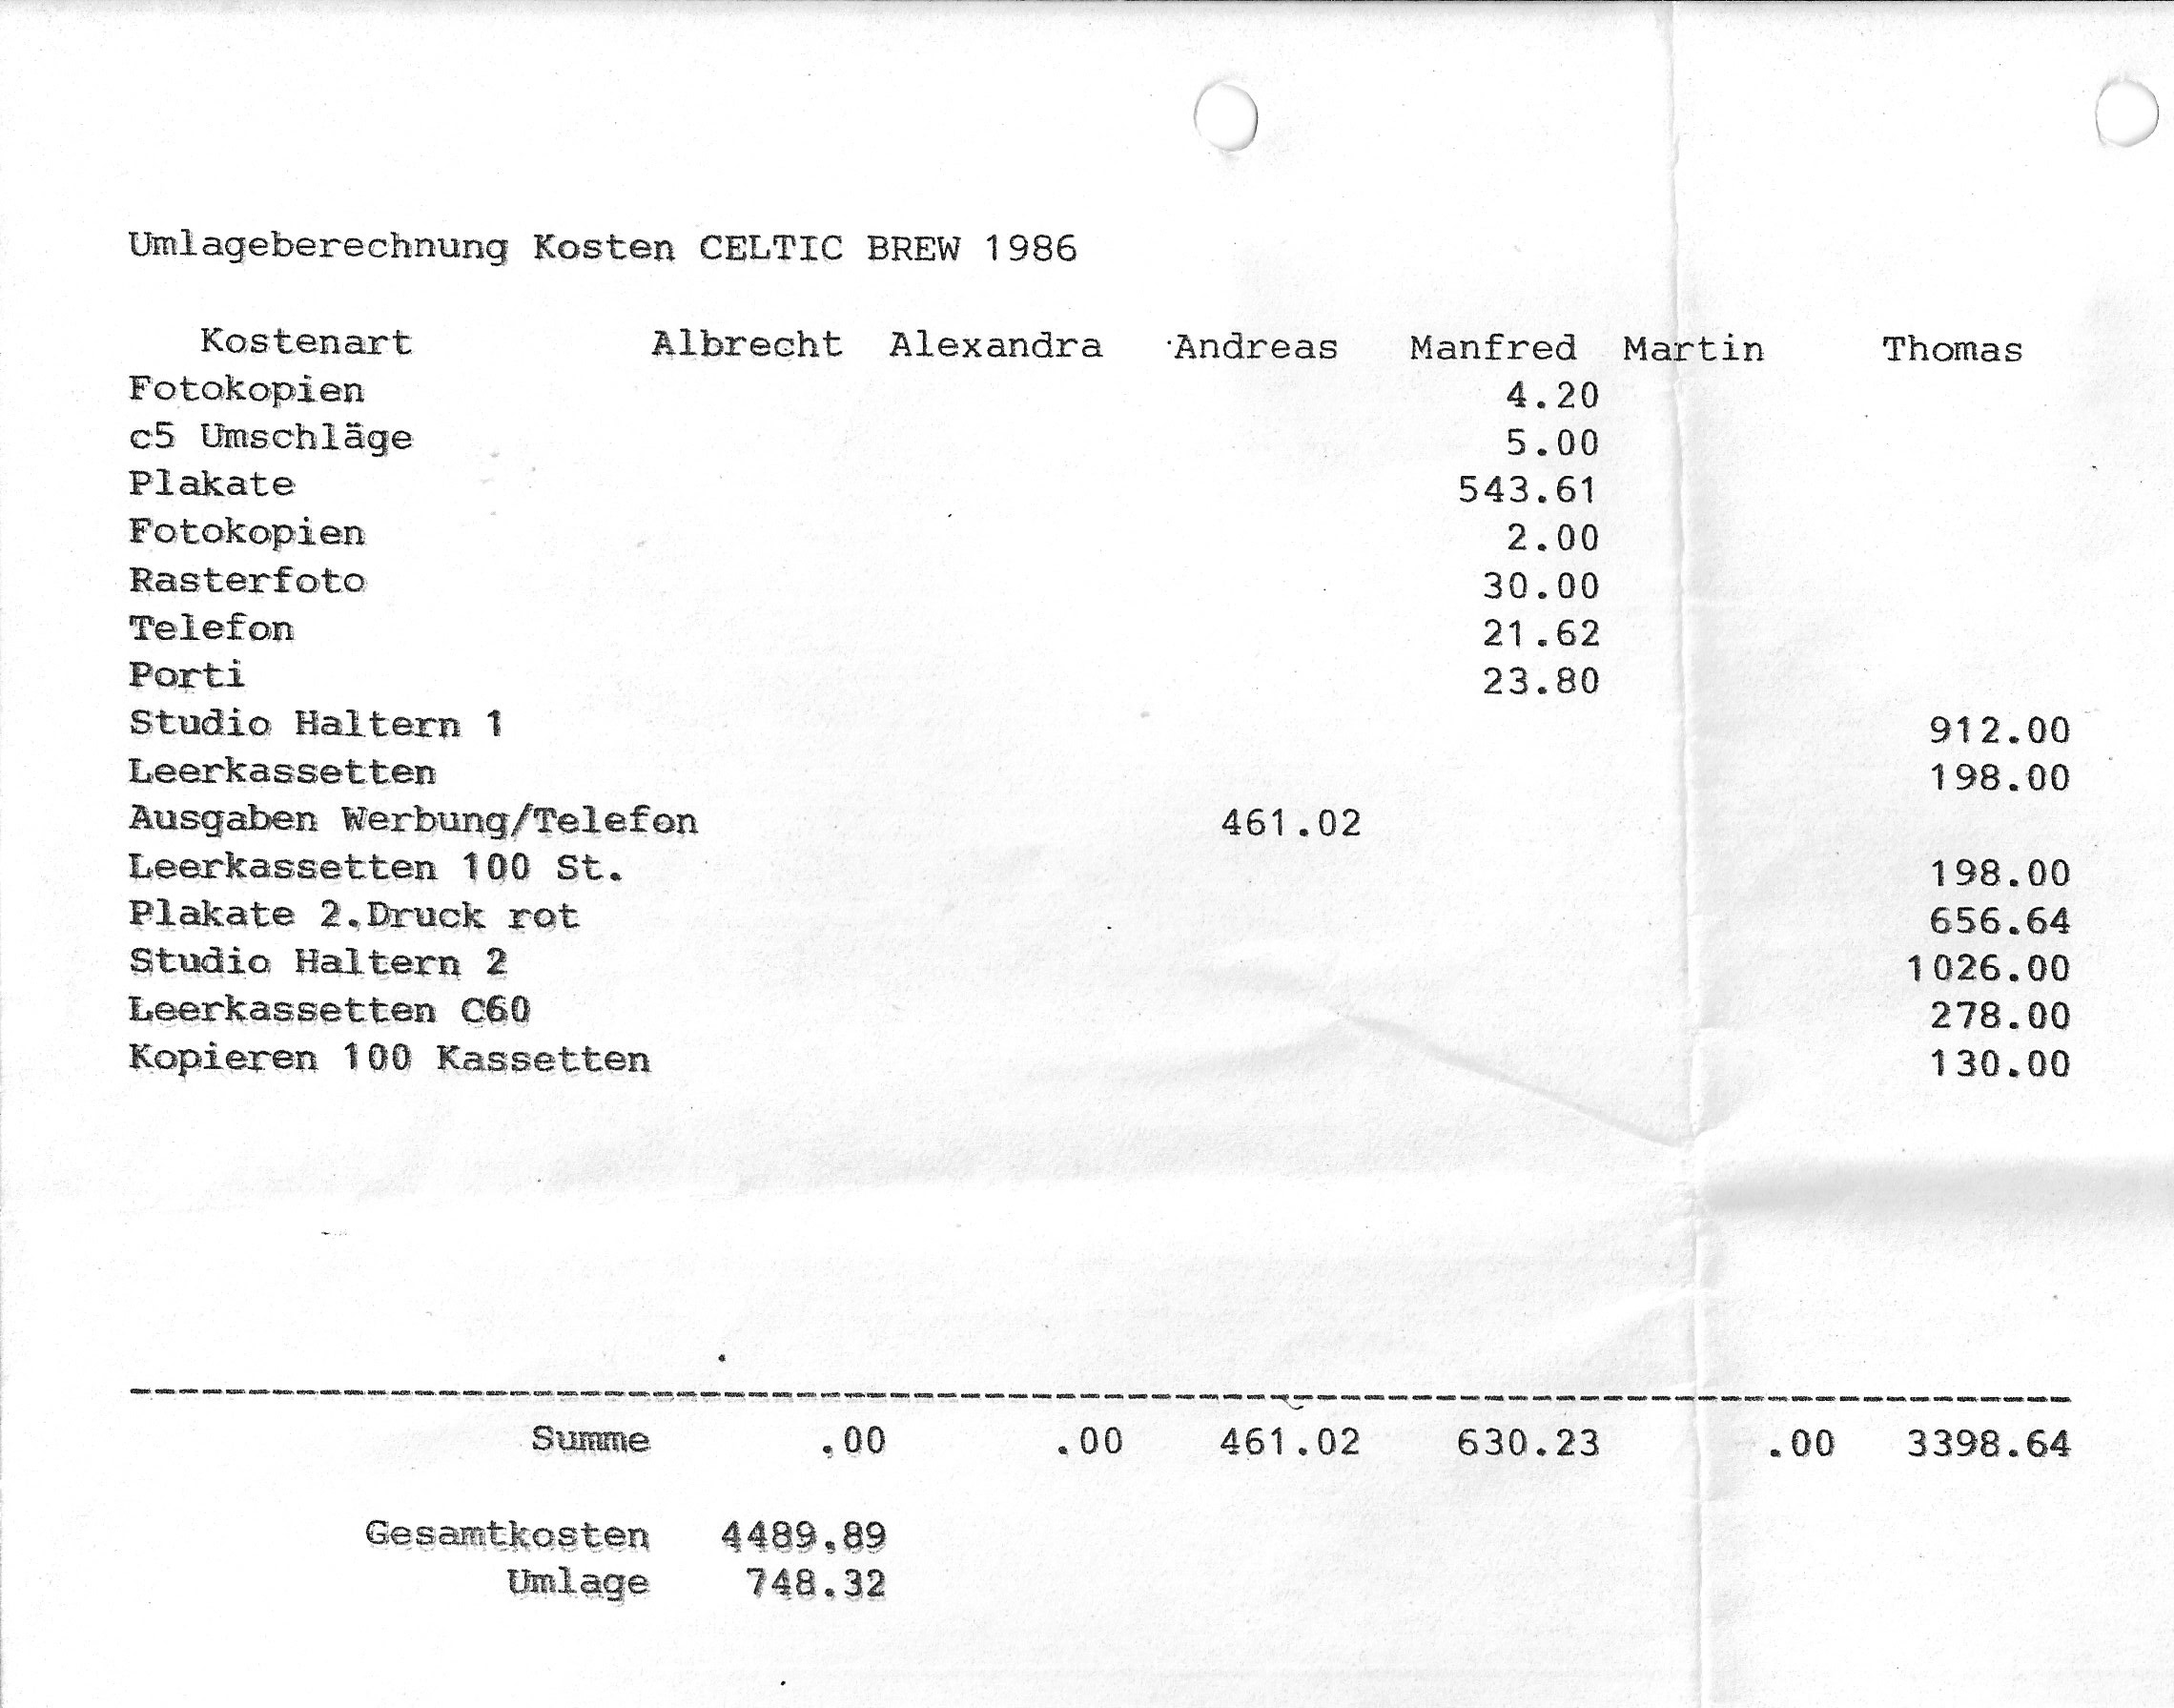 Umlageberechnung Kosten CELTIC BREW 1986
Kostenart Albrecht Alexandra Andreas Manfred Martin Thomas
Fotokopien 4.20
c5 Umschläge 5.00
Plakate 543.61
Fotokopien 2.00
Rasterfoto 30.00
Telefon 21.62
Porti 23.80
Studio Haltern 1 912.00
Leerkassetten 198.00
Ausgaben Werbung/Telefon 461.02
Leerkassetten 100 St. 198.00
Plakate 2.Druck rot 656.64
Studio Haltern 2 1026.00
Leerkassetten C60 278.00
Kopieren 100 Kassetten 130.00
Summe .00 .00 461.02 630.23 .00 3398.64
Gesamtkosten 4489.89
Umlage 748.32